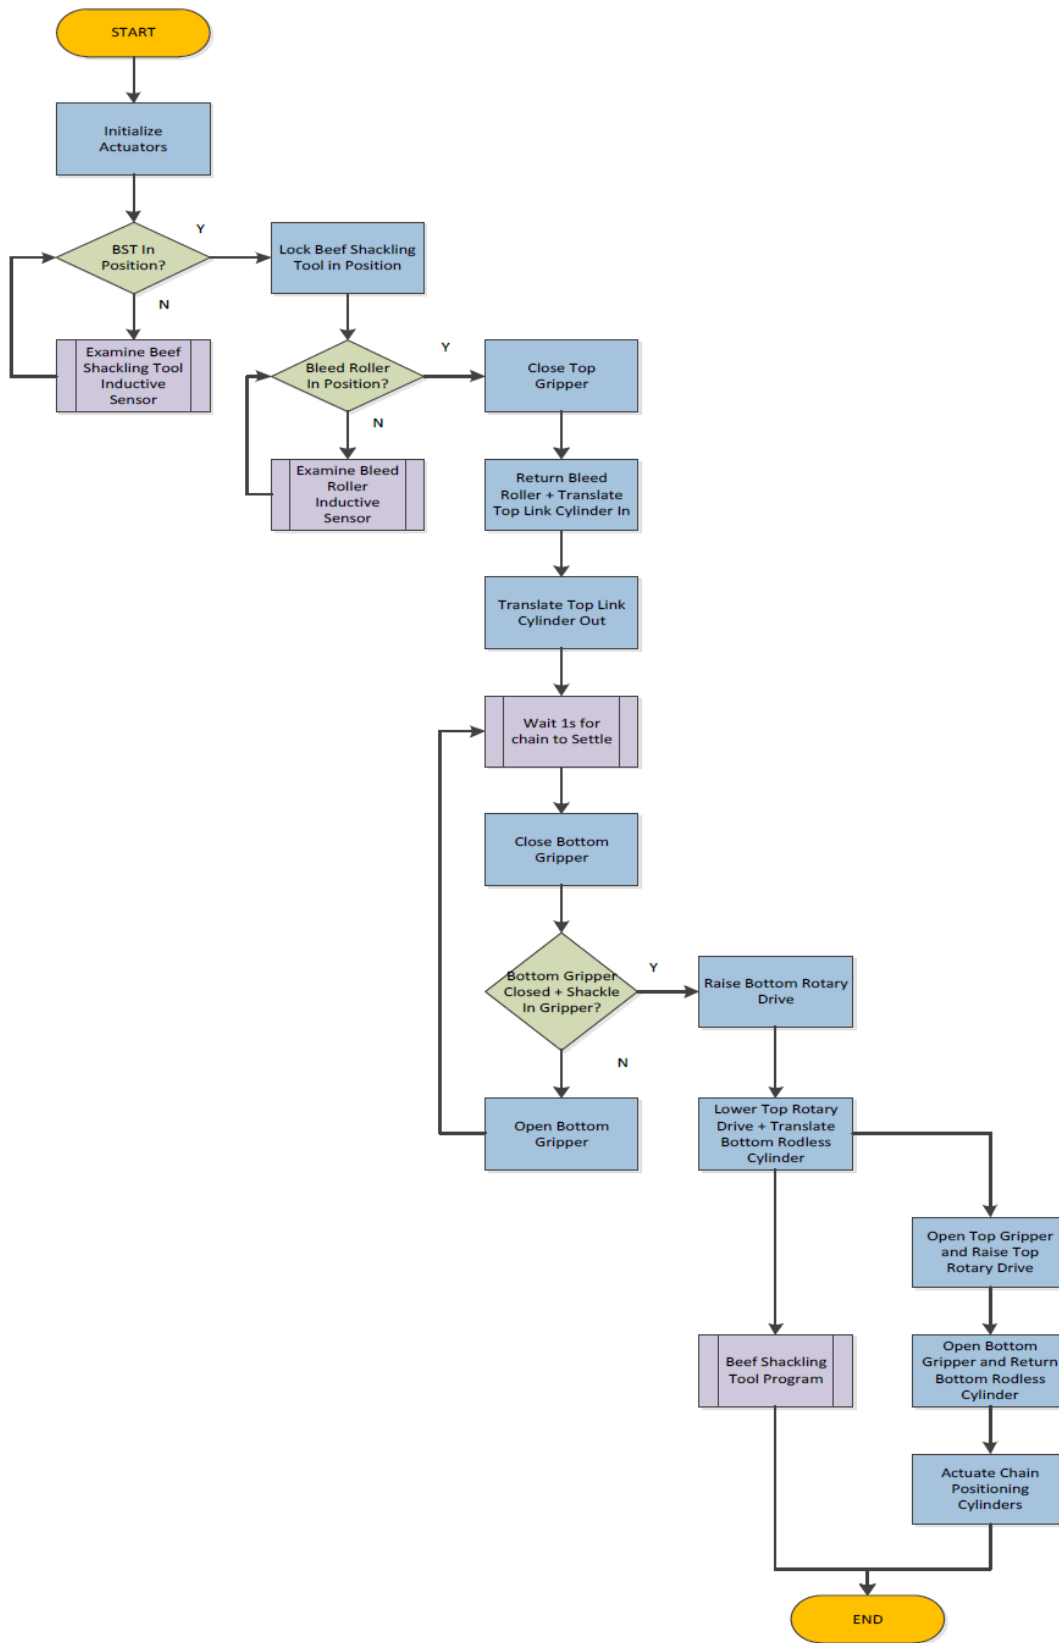 START
Initialize
Actuators
BST In
Position?
Y
N
Examine Beef
Shackling Tool
Inductive
Sensor
Lock Beef Shackling
Tool in Position
Bleed Roller
In Position?
Y
N
Examine Bleed
Roller
Inductive
Sensor
Close Top
Gripper
Return Bleed
Roller + Translate
Top Link Cylinder In
Translate Top Link
Cylinder Out
Wait 1s for
chain to Settle
Close Bottom
Gripper
Bottom Gripper
Closed + Shackle
In Gripper?
Y
N
Open Bottom
Gripper
Raise Bottom Rotary
Drive
Lower Top Rotary
Drive + Translate
Bottom Rodless
Cylinder
Beef Shackling
Tool Program
Open Top Gripper
and Raise Top
Rotary Drive
Open Bottom
Gripper and Return
Bottom Rodless
Cylinder
Actuate Chain
Positioning
Cylinders
END